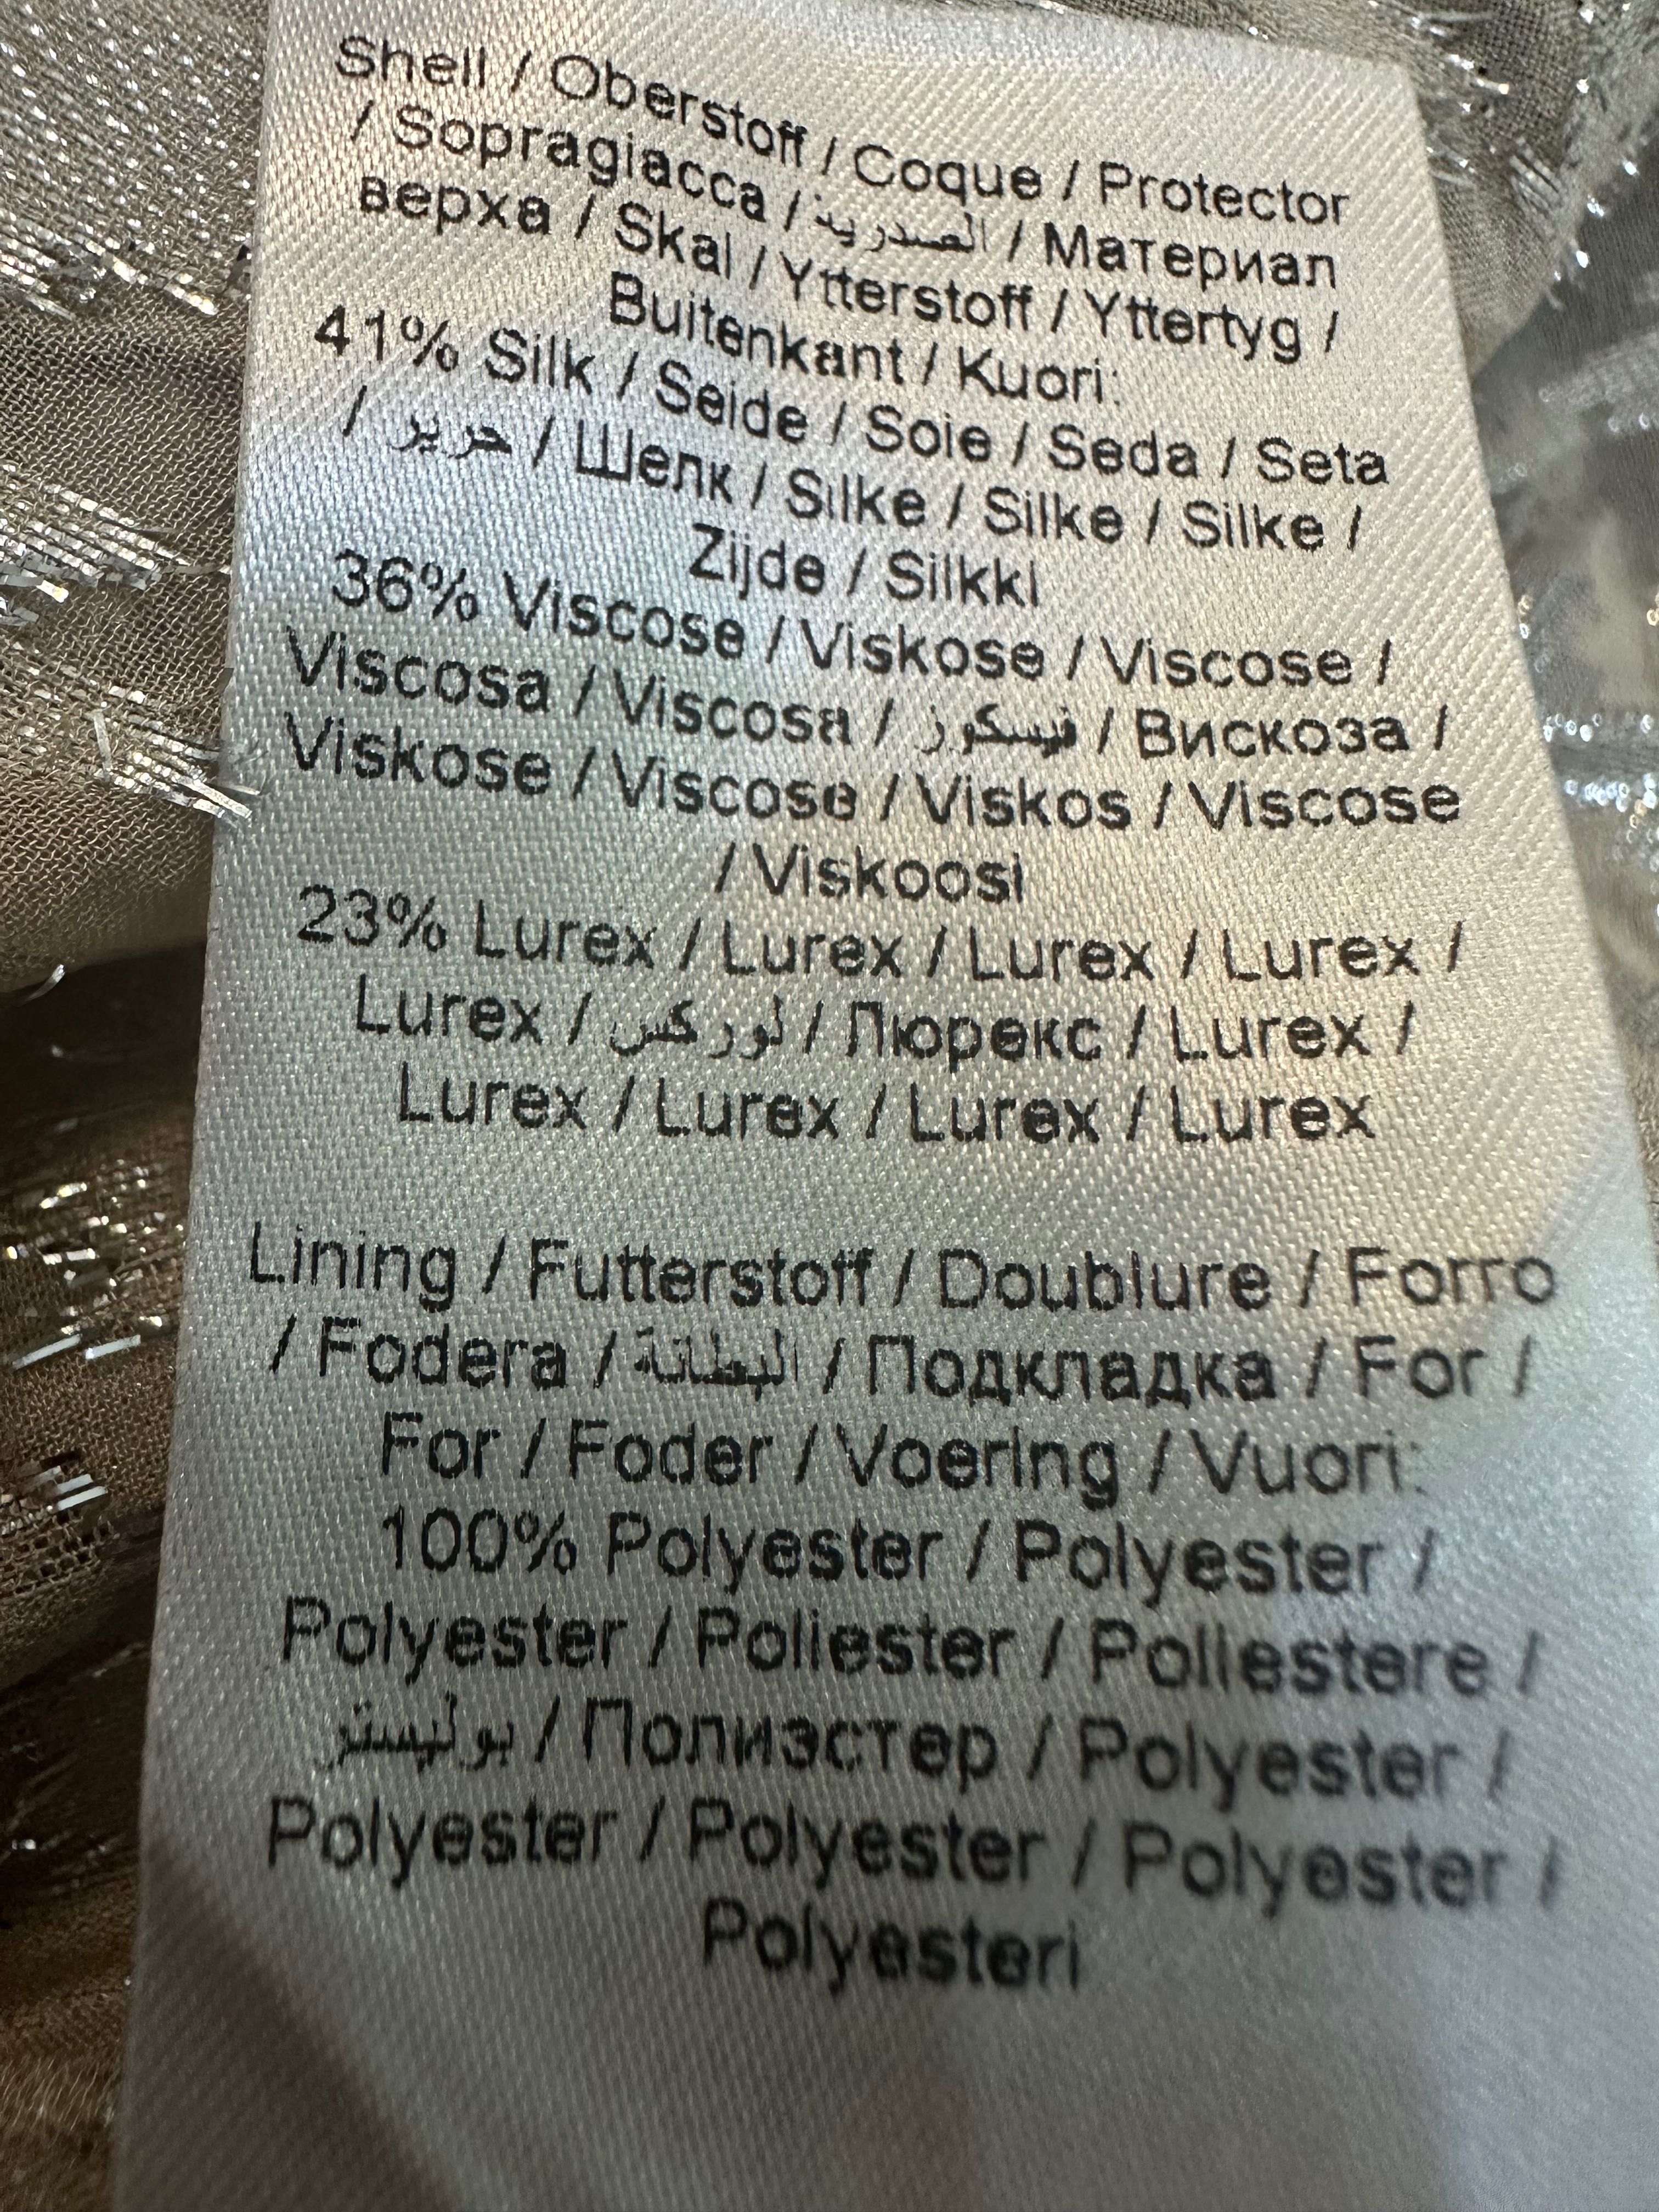 Shell / Oberstoff / Coque / Protector
/ Sopragiacca / الصدرية / Материал
верха / Skal / Ytterstoff / Yttertyg /
Buitenkant / Kuori:
41% Silk / Seide / Soie / Seda / Seta
/ حرير / Шелк / Silke / Silke / Silke /
Zijde / Silkki
36% Viscose / Viskose / Viscose /
Viscosa / Viscosa / فيسكوز / Вискоза /
Viskose / Viscose / Viskos / Viscose
/ Viskoosi
23% Lurex / Lurex / Lurex / Lurex /
Lurex / لوركس / Люрекс / Lurex /
Lurex / Lurex / Lurex / Lurex
Lining / Futterstoff / Doublure / Forro
/ Fodera / البطانة / Подкладка / For /
For / Foder / Voering / Vuori:
100% Polyester / Polyester /
Polyester / Poliester / Poliestere /
بوليستر / Полиэстер / Polyester /
Polyester / Polyester / Polyester /
Polyesteri